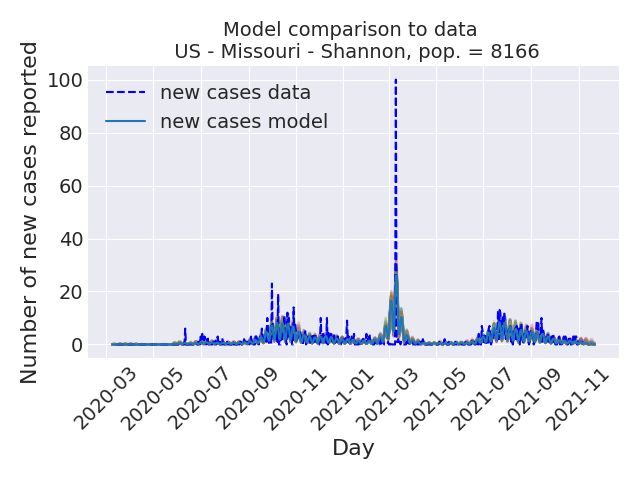 Model comparison to data
US - Missouri - Shannon, pop. = 8166
Number of new cases reported
100
80
60
40
20
0
new cases data
new cases model
2020-03
2020-05
2020-07
2020-09
2020-11
2021-01
2021-03
2021-05
2021-07
2021-09
2021-11
Day